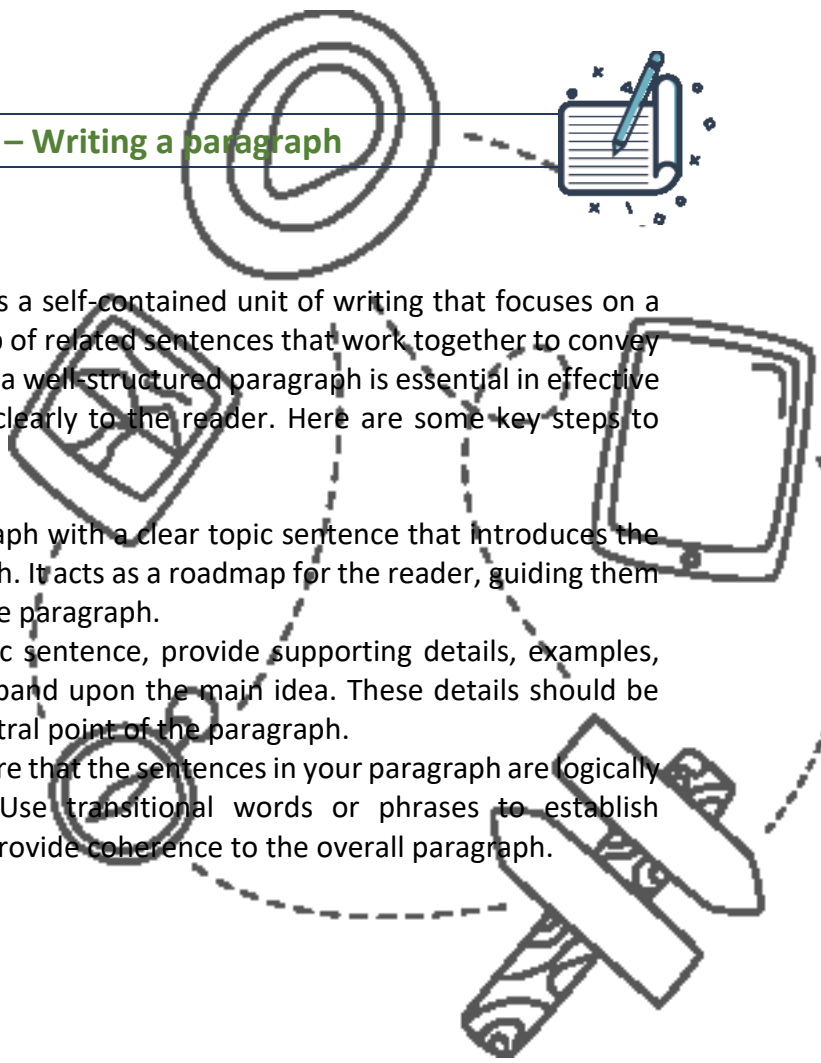 – Writing a paragraph
s a self-contained unit of writing that focuses on a
of related sentences that work together to convey
a well-structured paragraph is essential in effective
clearly to the reader. Here are some key steps to
aph with a clear topic sentence that introduces the
h. It acts as a roadmap for the reader, guiding them
e paragraph.
c sentence, provide supporting details, examples,
pand upon the main idea. These details should be
tral point of the paragraph.
re that the sentences in your paragraph are logically
Use transitional words or phrases to establish
rovide coherence to the overall paragraph.